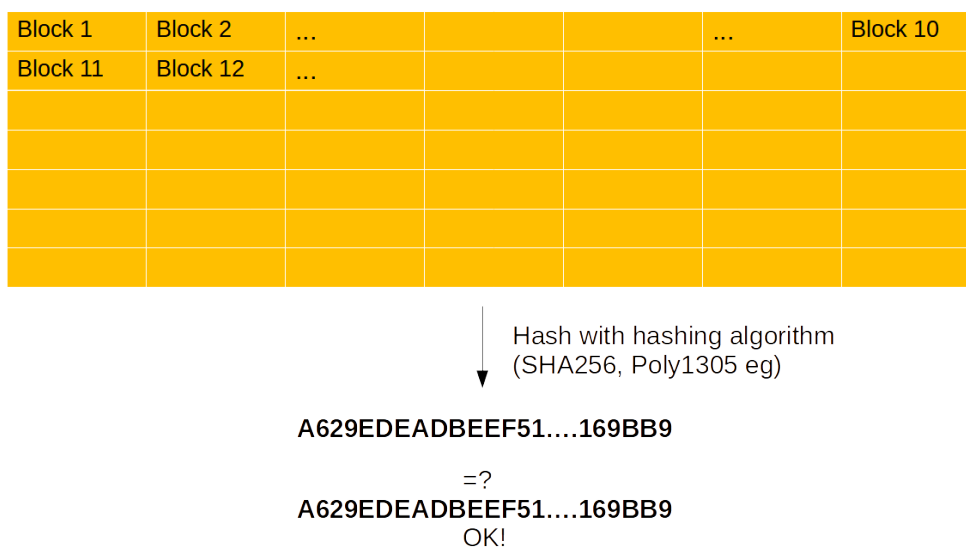 Block 1 Block 2 ... ... Block 10
Block 11 Block 12 ...
Hash with hashing algorithm
(SHA256, Poly1305 eg)
A629EDEADBEEF51....169BB9
=?
A629EDEADBEEF51....169BB9
OK!